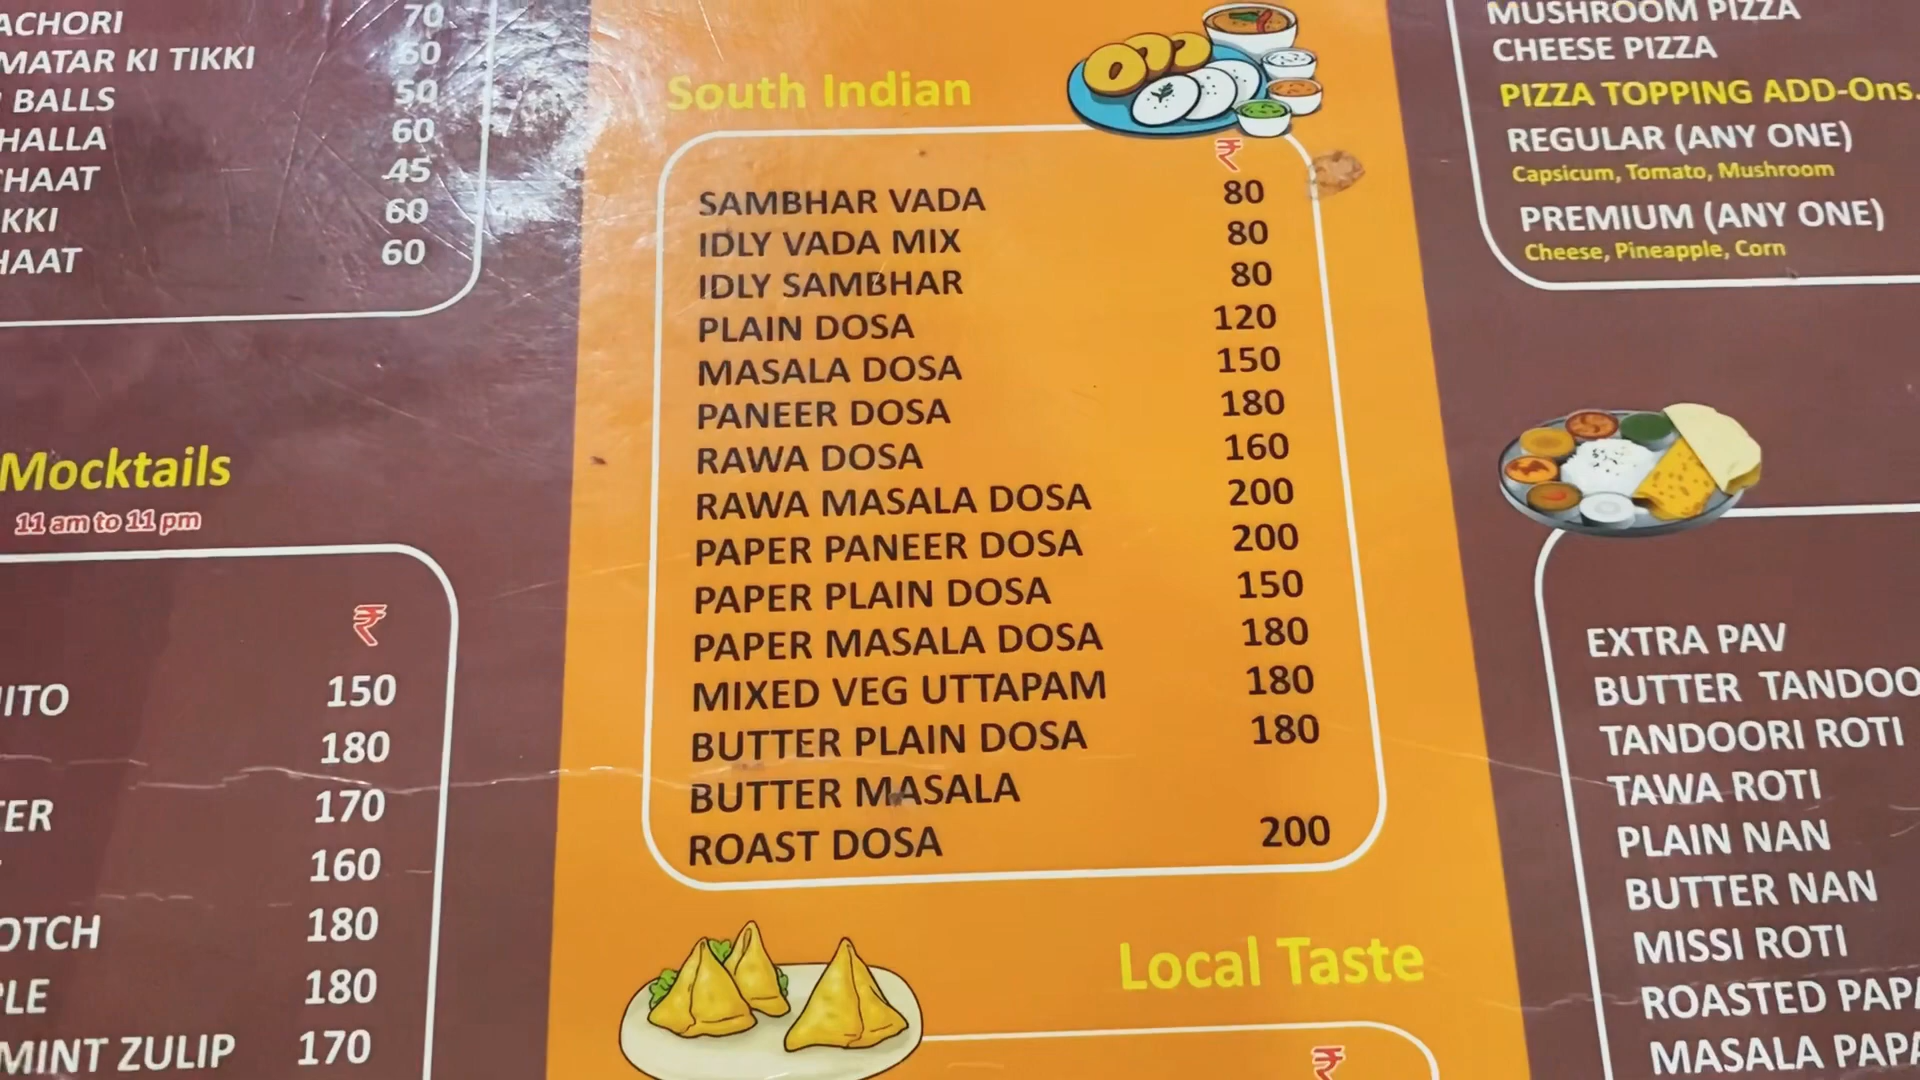 ACHORI 70
MATAR KI TIKKI 60
BALLS 50
HALLA 60
HAAT 45
KKI 60
HAAT 60
Mocktails
11 am to 11 pm
₹
ITO 150
180
TER 170
160
OTCH 180
PLE 180
MINT ZULIP 170
South Indian
₹
SAMBHAR VADA 80
IDLY VADA MIX 80
IDLY SAMBHAR 80
PLAIN DOSA 120
MASALA DOSA 150
PANEER DOSA 180
RAWA DOSA 160
RAWA MASALA DOSA 200
PAPER PANEER DOSA 200
PAPER PLAIN DOSA 150
PAPER MASALA DOSA 180
MIXED VEG UTTAPAM 180
BUTTER PLAIN DOSA 180
BUTTER MASALA
ROAST DOSA 200
Local Taste
₹
MUSHROOM PIZZA
CHEESE PIZZA
PIZZA TOPPING ADD-Ons.
REGULAR (ANY ONE)
Capsicum, Tomato, Mushroom
PREMIUM (ANY ONE)
Cheese, Pineapple, Corn
EXTRA PAV
BUTTER TANDOO
TANDOORI ROTI
TAWA ROTI
PLAIN NAN
BUTTER NAN
MISSI ROTI
ROASTED PAPA
MASALA PAPA